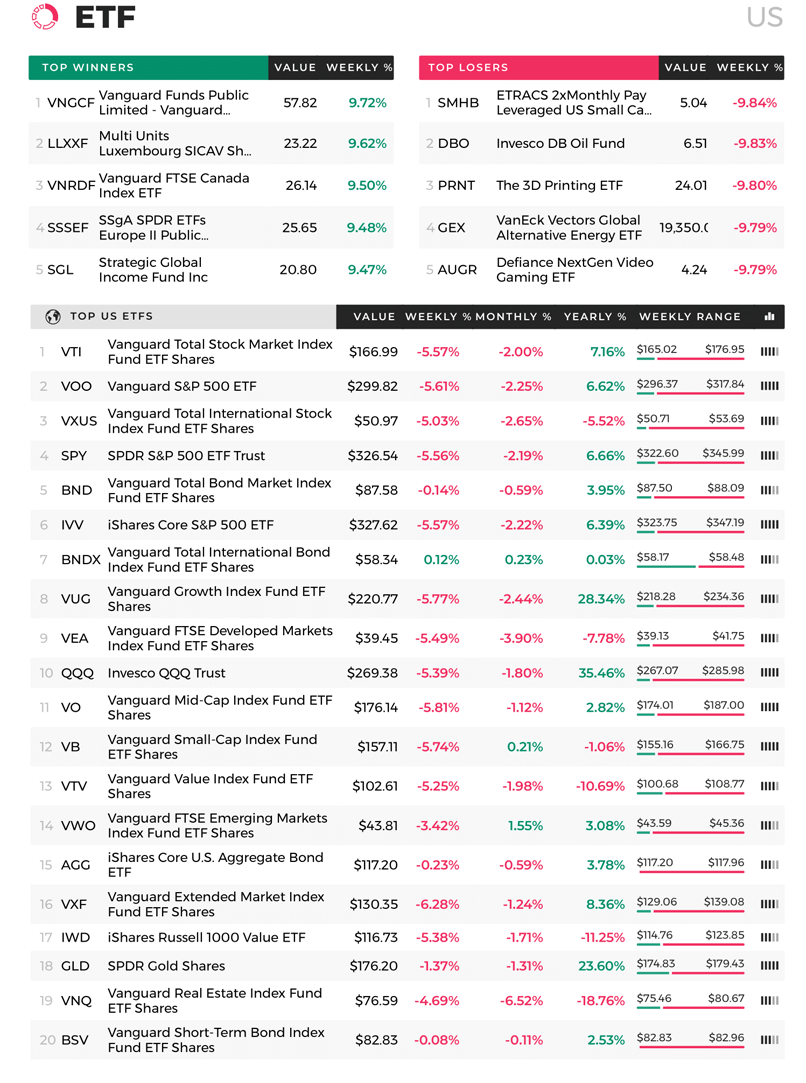 ETF
US
TOP WINNERS VALUE WEEKLY %
1 VNGCF Vanguard Funds Public Limited - Vanguard... 57.82 9.72%
2 LLXXF Multi Units Luxembourg SICAV Sh... 23.22 9.62%
3 VNRDF Vanguard FTSE Canada Index ETF 26.14 9.50%
4 SSSEF SSgA SPDR ETFs Europe II Public... 25.65 9.48%
5 SGL Strategic Global Income Fund Inc 20.80 9.47%
TOP LOSERS VALUE WEEKLY %
1 SMHB ETRACS 2xMonthly Pay Leveraged US Small Ca... 5.04 -9.84%
2 DBO Invesco DB Oil Fund 6.51 -9.83%
3 PRNT The 3D Printing ETF 24.01 -9.80%
4 GEX VanEck Vectors Global Alternative Energy ETF 19,350.0 -9.79%
5 AUGR Defiance NextGen Video Gaming ETF 4.24 -9.79%
TOP US ETFS VALUE WEEKLY % MONTHLY % YEARLY % WEEKLY RANGE
1 VTI Vanguard Total Stock Market Index Fund ETF Shares $166.99 -5.57% -2.00% 7.16% $165.02 $176.95
2 VOO Vanguard S&P 500 ETF $299.82 -5.61% -2.25% 6.62% $296.37 $317.84
3 VXUS Vanguard Total International Stock Index Fund ETF Shares $50.97 -5.03% -2.65% -5.52% $50.71 $53.69
4 SPY SPDR S&P 500 ETF Trust $326.54 -5.56% -2.19% 6.66% $322.60 $345.99
5 BND Vanguard Total Bond Market Index Fund ETF Shares $87.58 -0.14% -0.59% 3.95% $87.50 $88.09
6 IVV iShares Core S&P 500 ETF $327.62 -5.57% -2.22% 6.39% $323.75 $347.19
7 BNDX Vanguard Total International Bond Index Fund ETF Shares $58.34 0.12% 0.23% 0.03% $58.17 $58.48
8 VUG Vanguard Growth Index Fund ETF Shares $220.77 -5.77% -2.44% 28.34% $218.28 $234.36
9 VEA Vanguard FTSE Developed Markets Index Fund ETF Shares $39.45 -5.49% -3.90% -7.78% $39.13 $41.75
10 QQQ Invesco QQQ Trust $269.38 -5.39% -1.80% 35.46% $267.07 $285.98
11 VO Vanguard Mid-Cap Index Fund ETF Shares $176.14 -5.81% -1.12% 2.82% $174.01 $187.00
12 VB Vanguard Small-Cap Index Fund ETF Shares $157.11 -5.74% 0.21% -1.06% $155.16 $166.75
13 VTV Vanguard Value Index Fund ETF Shares $102.61 -5.25% -1.98% -10.69% $100.68 $108.77
14 VWO Vanguard FTSE Emerging Markets Index Fund ETF Shares $43.81 -3.42% 1.55% 3.08% $43.59 $45.36
15 AGG iShares Core U.S. Aggregate Bond ETF $117.20 -0.23% -0.59% 3.78% $117.20 $117.96
16 VXF Vanguard Extended Market Index Fund ETF Shares $130.35 -6.28% -1.24% 8.36% $129.06 $139.08
17 IWD iShares Russell 1000 Value ETF $116.73 -5.38% -1.71% -11.25% $114.76 $123.85
18 GLD SPDR Gold Shares $176.20 -1.37% -1.31% 23.60% $174.83 $179.43
19 VNQ Vanguard Real Estate Index Fund ETF Shares $76.59 -4.69% -6.52% -18.76% $75.46 $80.67
20 BSV Vanguard Short-Term Bond Index Fund ETF Shares $82.83 -0.08% -0.11% 2.53% $82.83 $82.96